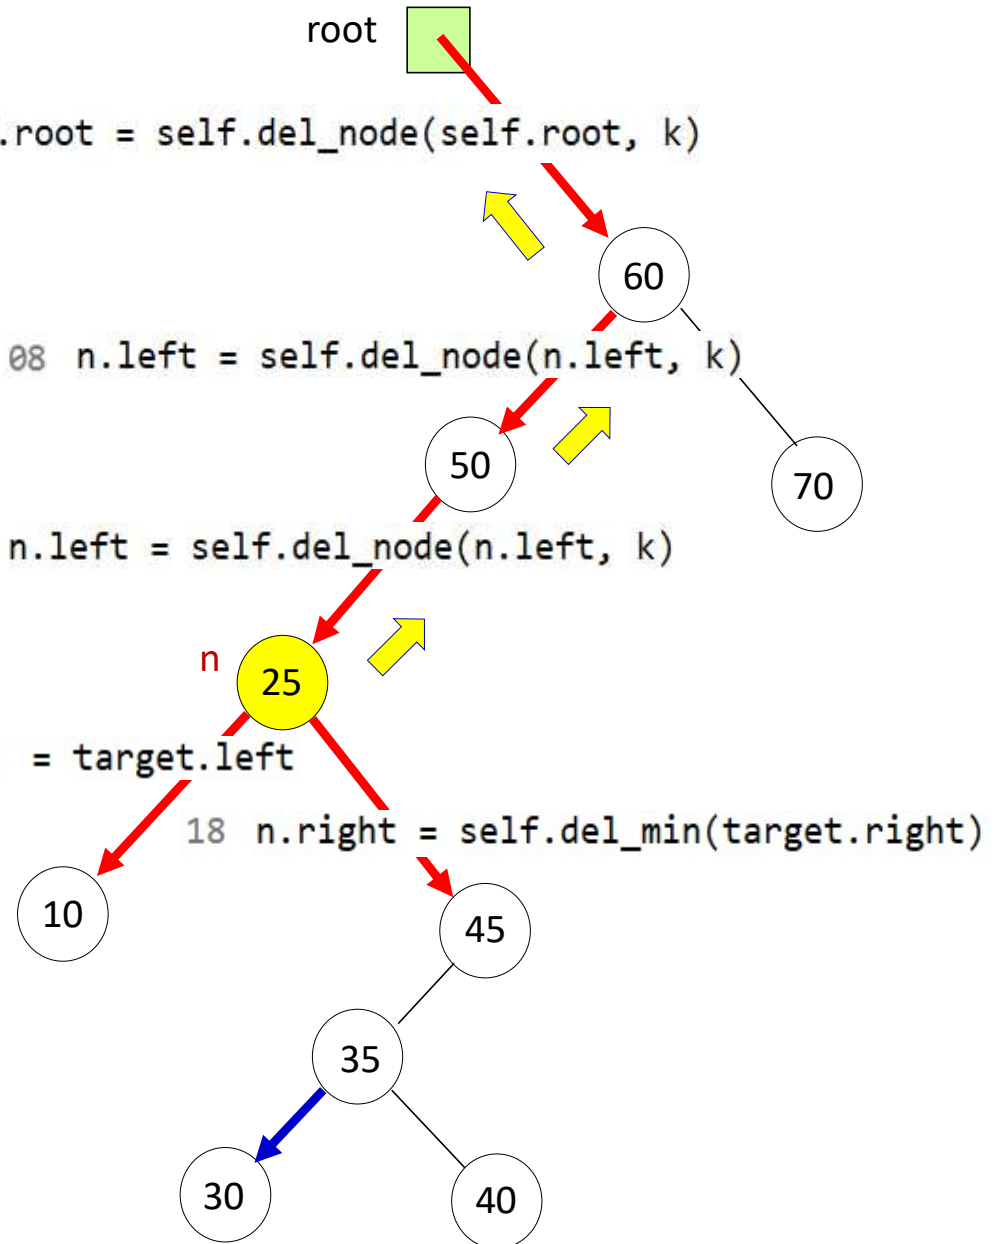 root
.root = self.del_node(self.root, k)
60
08 n.left = self.del_node(n.left, k)
50
70
n.left = self.del_node(n.left, k)
n
25
= target.left
18 n.right = self.del_min(target.right)
10
45
35
30
40